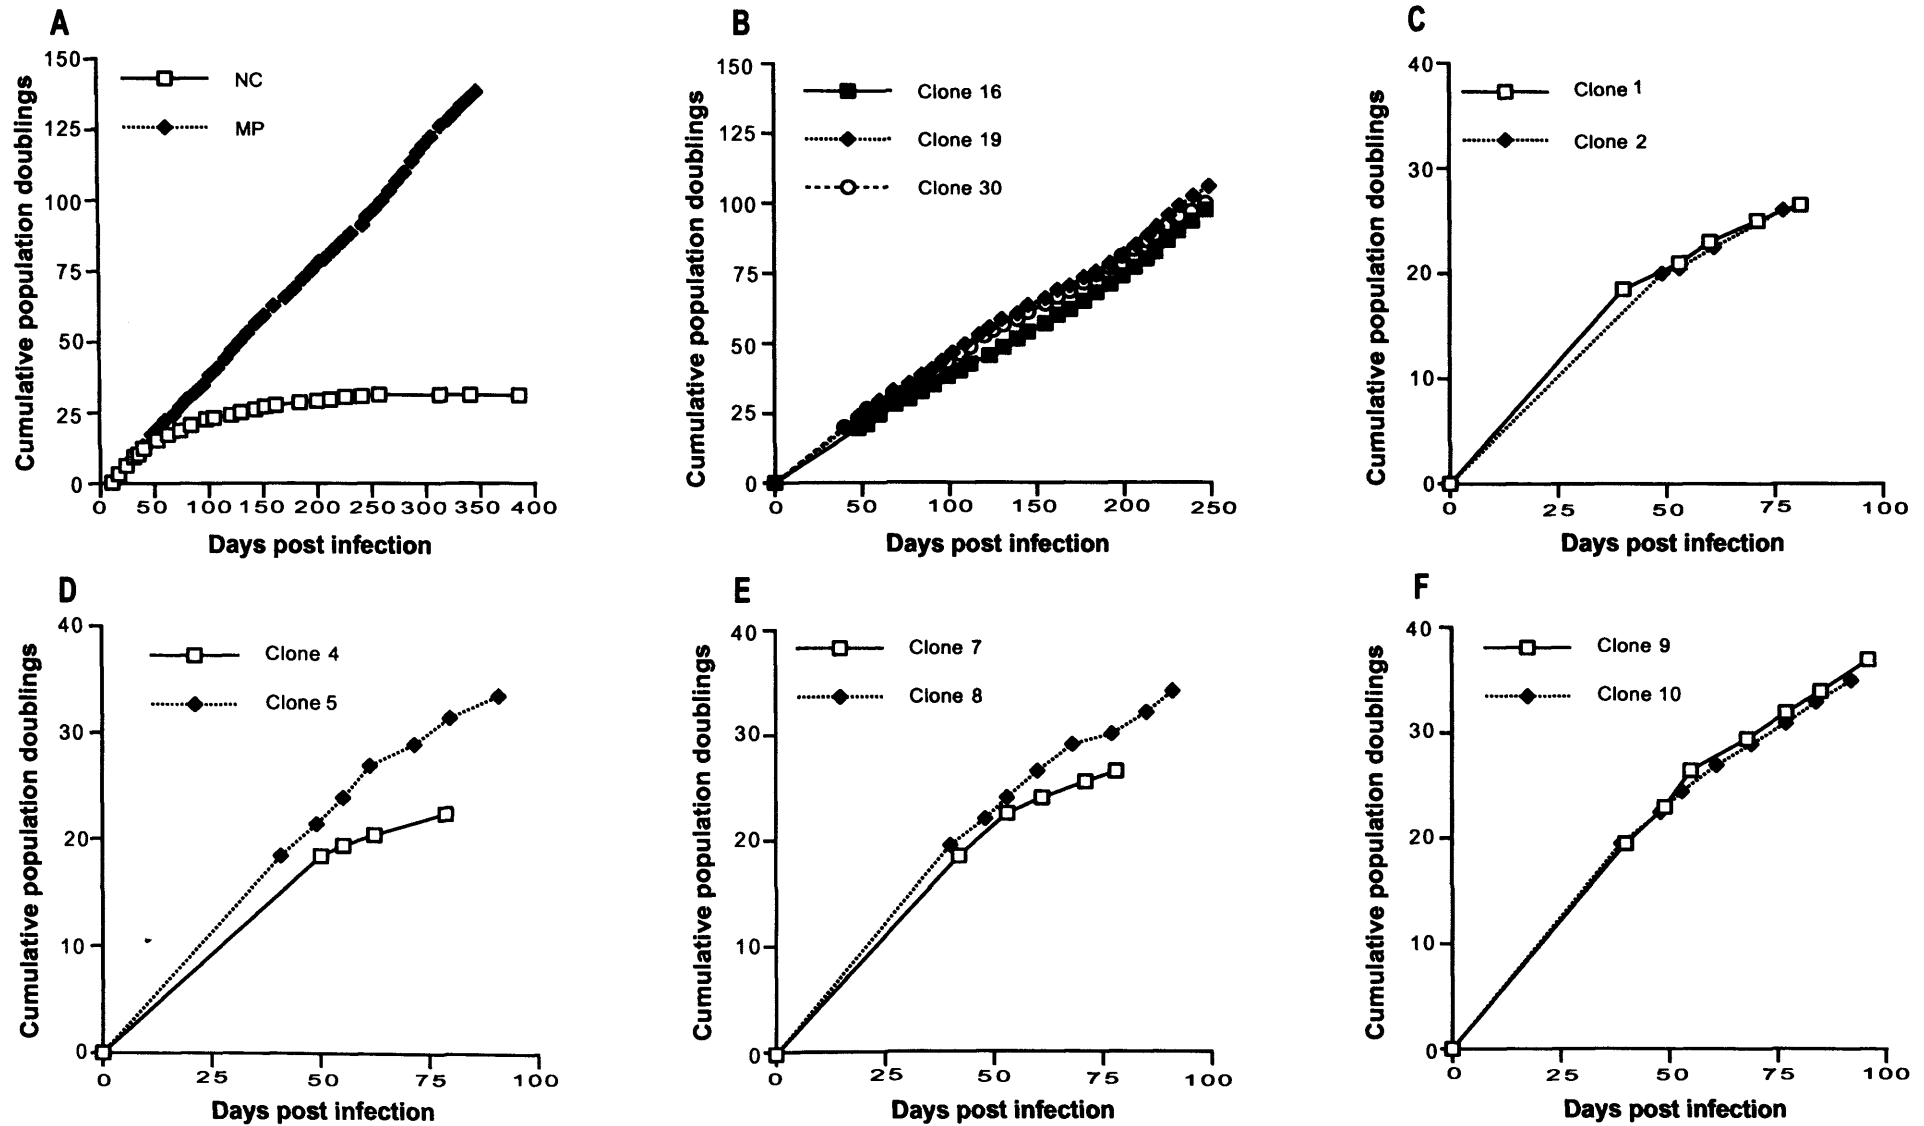 A
Cumulative population doublings
150
125
100
75
50
25
0
NC
MP
0 50 100 150 200 250 300 350 400
Days post infection
B
Cumulative population doublings
150
125
100
75
50
25
0
Clone 16
Clone 19
Clone 30
0 50 100 150 200 250
Days post infection
C
Cumulative population doublings
40
30
20
10
0
Clone 1
Clone 2
0 25 50 75 100
Days post infection
D
Cumulative population doublings
40
30
20
10
0
Clone 4
Clone 5
0 25 50 75 100
Days post infection
E
Cumulative population doublings
40
30
20
10
0
Clone 7
Clone 8
0 25 50 75 100
Days post infection
F
Cumulative population doublings
40
30
20
10
0
Clone 9
Clone 10
0 25 50 75 100
Days post infection